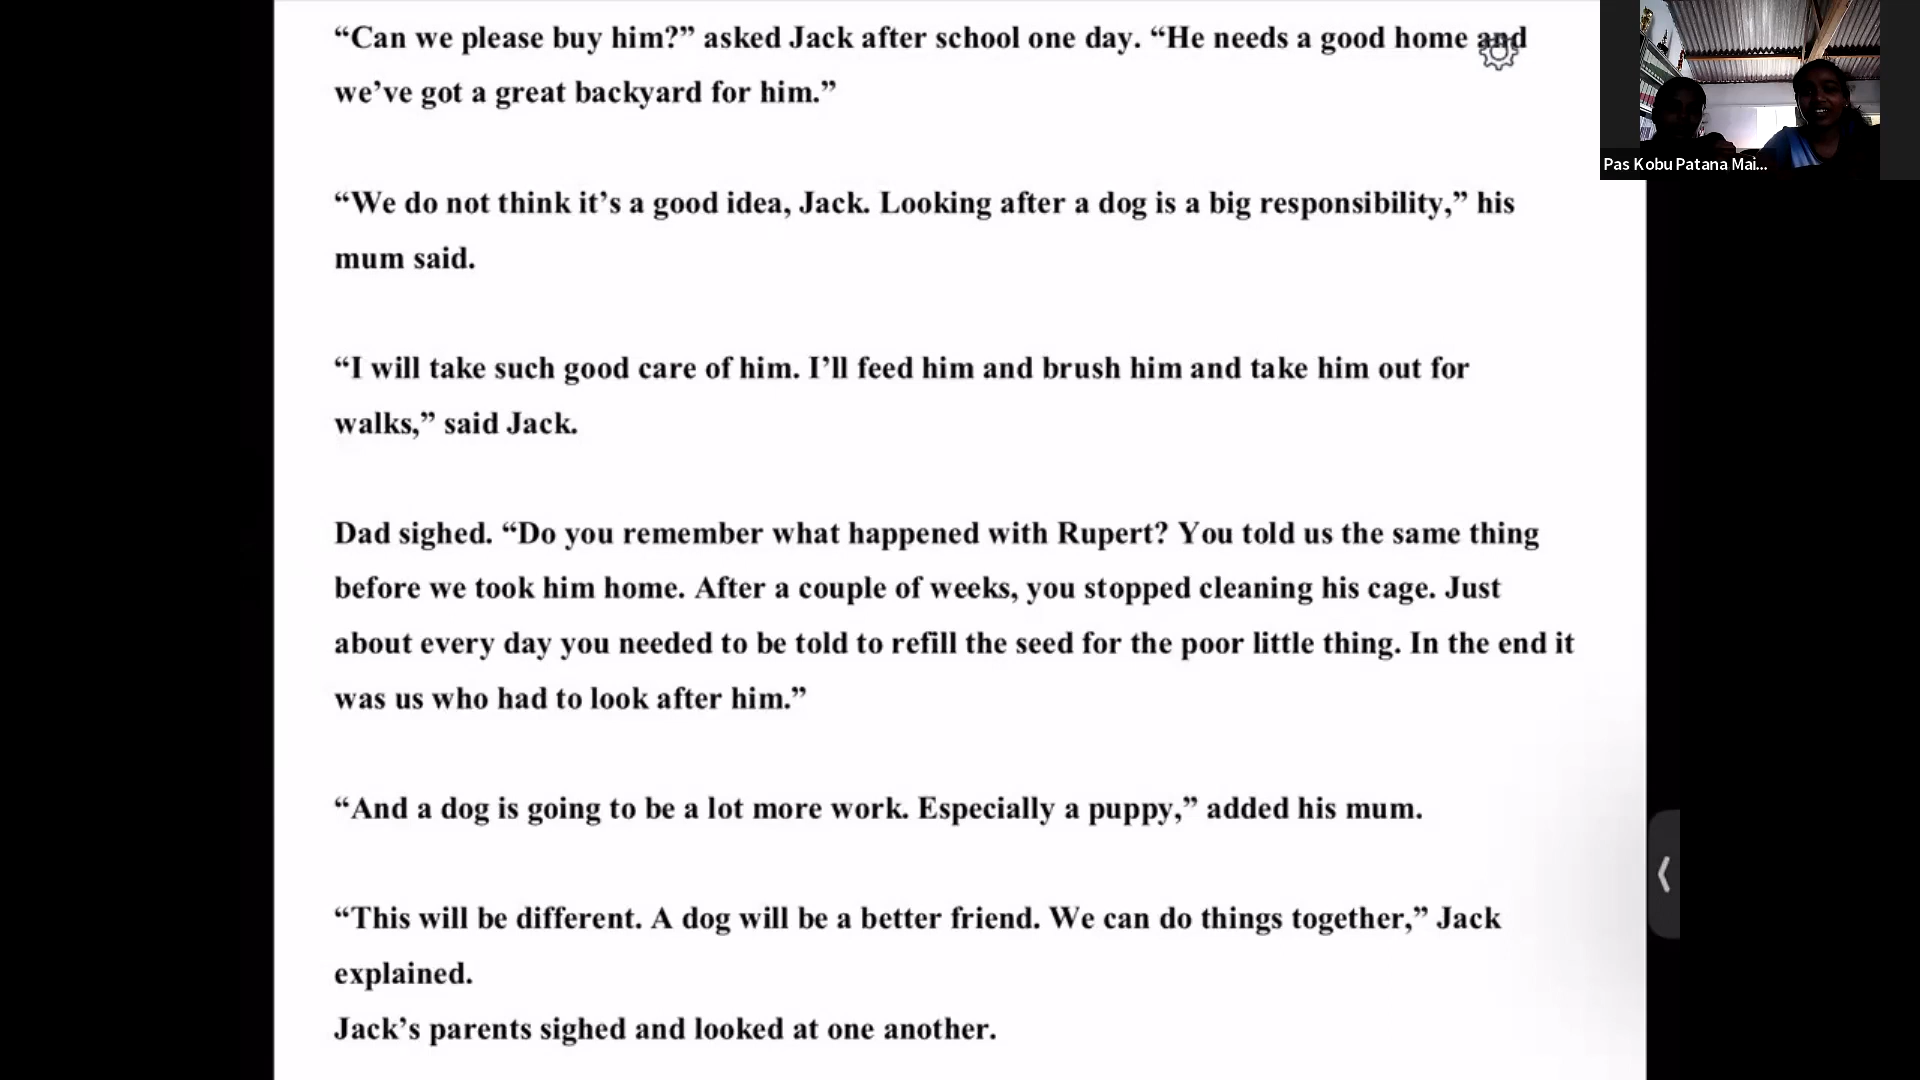 “Can we please buy him?” asked Jack after school one day. “He needs a good home and
we’ve got a great backyard for him.”
“We do not think it’s a good idea, Jack. Looking after a dog is a big responsibility,” his
mum said.
“I will take such good care of him. I’ll feed him and brush him and take him out for
walks,” said Jack.
Dad sighed. “Do you remember what happened with Rupert? You told us the same thing
before we took him home. After a couple of weeks, you stopped cleaning his cage. Just
about every day you needed to be told to refill the seed for the poor little thing. In the end it
was us who had to look after him.”
“And a dog is going to be a lot more work. Especially a puppy,” added his mum.
“This will be different. A dog will be a better friend. We can do things together,” Jack
explained.
Jack’s parents sighed and looked at one another.
Pas Kobu Patana Mai...